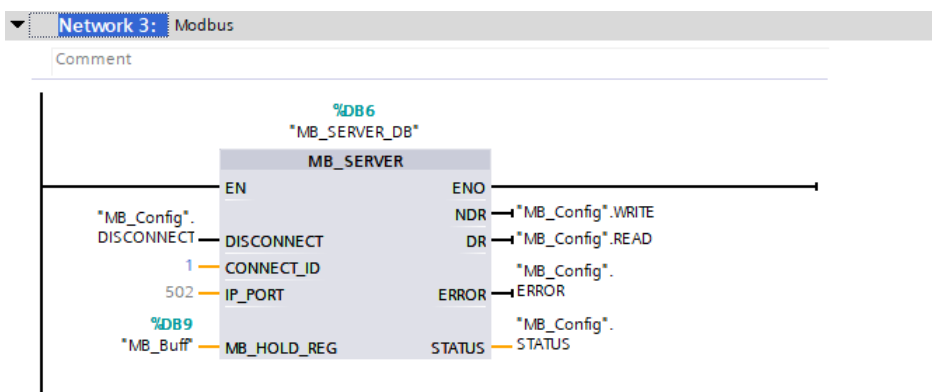 Network 3: Modbus
Comment
%DB6
"MB_SERVER_DB"
MB_SERVER
EN ENO
"MB_Config".
DISCONNECT DISCONNECT
NDR "MB_Config".WRITE
DR "MB_Config".READ
1 CONNECT_ID
"MB_Config".
502 IP_PORT ERROR ERROR
%DB9
"MB_Buff" MB_HOLD_REG
"MB_Config".
STATUS STATUS